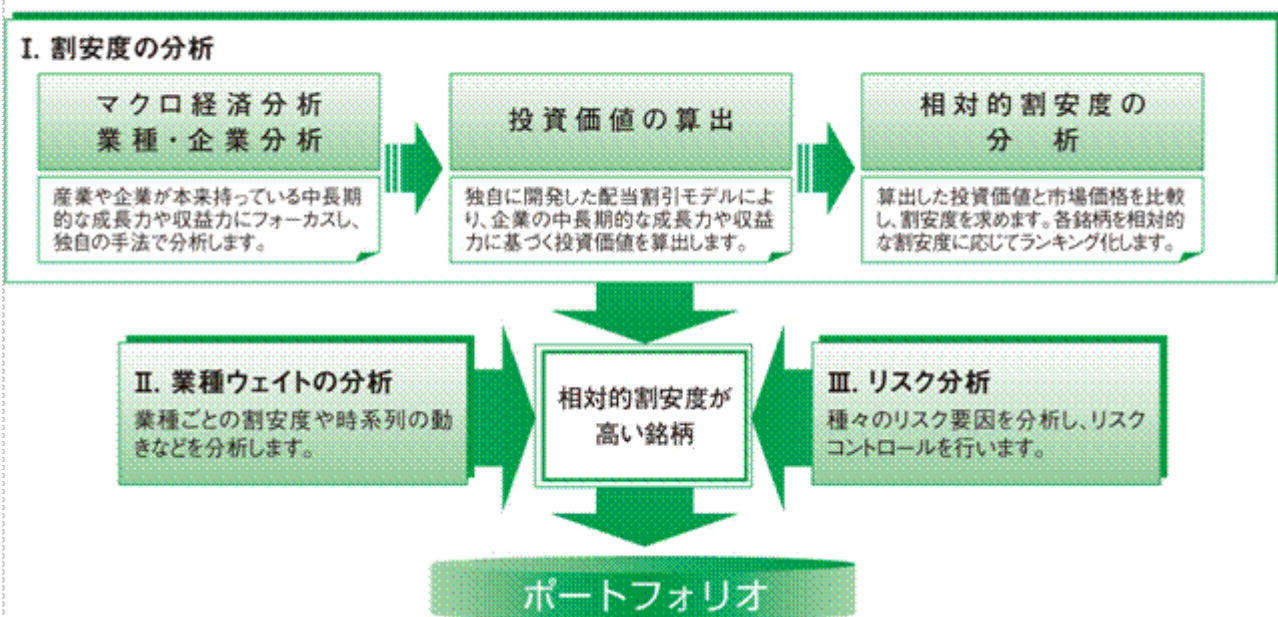 I. 割安度の分析
マクロ経済分析
業種・企業分析
産業や企業が本来持っている中長期
的な成長力や収益力にフォーカスし、
独自の手法で分析します。
投資価値の算出
独自に開発した配当割引モデルによ
り、企業の中長期的な成長力や収益
力に基づく投資価値を算出します。
相対的割安度の
分析
算出した投資価値と市場価格を比較
し、割安度を求めます。各銘柄を相対的
な割安度に応じてランキング化します。
Ⅱ. 業種ウェイトの分析
業種ごとの割安度や時系列の動
きなどを分析します。
相対的割安度が
高い銘柄
Ⅲ. リスク分析
種々のリスク要因を分析し、リスク
コントロールを行います。
ポートフォリオ